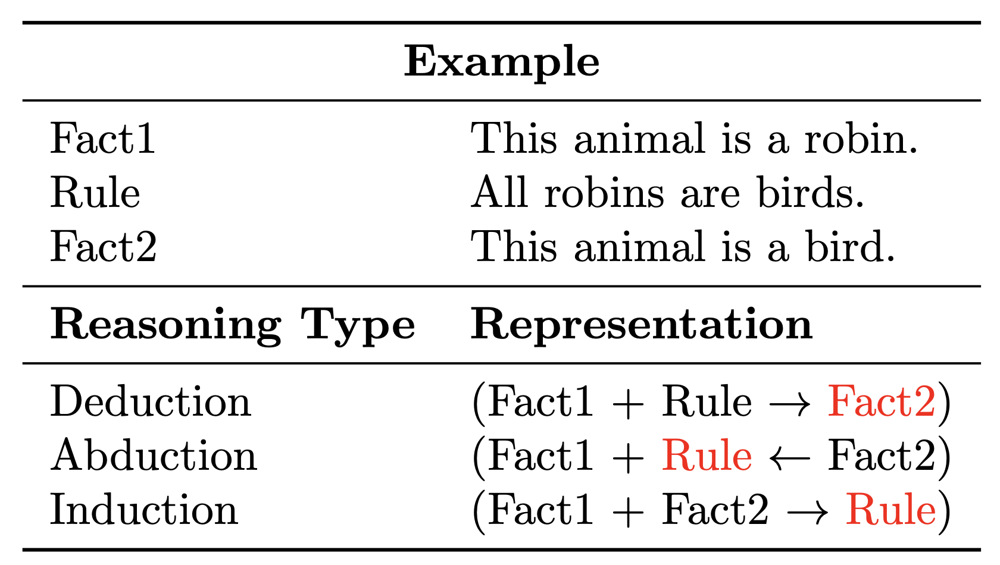 Example
Fact1 This animal is a robin.
Rule All robins are birds.
Fact2 This animal is a bird.
Reasoning Type Representation
Deduction (Fact1 + Rule → Fact2)
Abduction (Fact1 + Rule ← Fact2)
Induction (Fact1 + Fact2 → Rule)